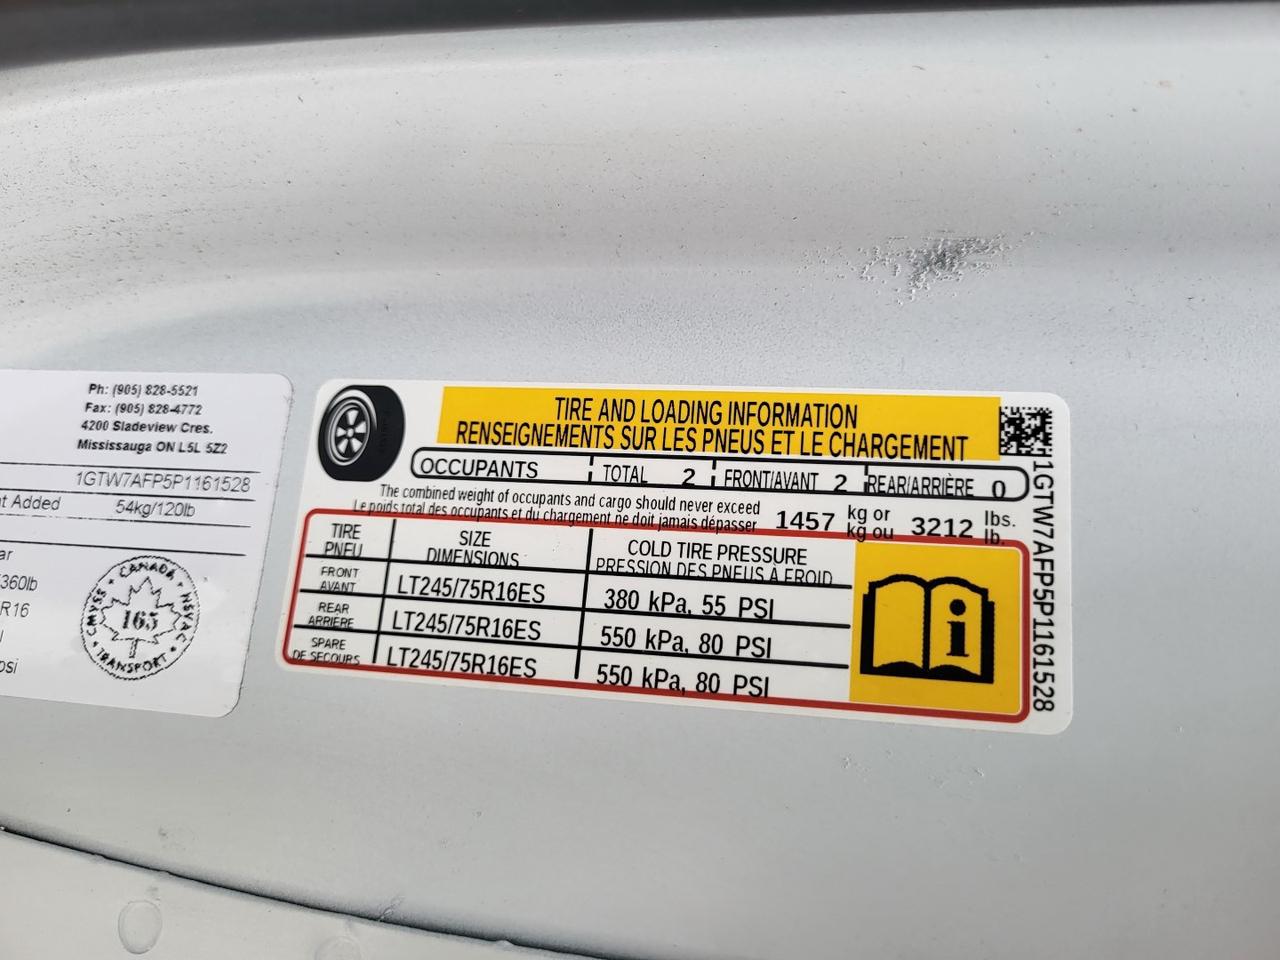 Ph: (905) 828-5521
Fax: (905) 828-4772
4200 Sladeview Cres.
Mississauga ON L5L 5Z2
1GTW7AFP5P1161528
Added 54kg/120lb
360lb
R16
psi
CANADA
CMVSS NSVAC
165
TRANSPORT
TIRE AND LOADING INFORMATION
RENSEIGNEMENTS SUR LES PNEUS ET LE CHARGEMENT
OCCUPANTS TOTAL 2 FRONT/AVANT 2 REAR/ARRIÈRE 0
The combined weight of occupants and cargo should never exceed
Le poids total des occupants et du chargement ne doit jamais dépasser
1457 kg or 3212 lbs.
kg ou lb.
TIRE SIZE COLD TIRE PRESSURE
PNEU DIMENSIONS PRESSION DES PNEUS À FROID
FRONT
AVANT LT245/75R16ES 380 kPa, 55 PSI
REAR
ARRIÈRE LT245/75R16ES 550 kPa, 80 PSI
SPARE
DE SECOURS LT245/75R16ES 550 kPa, 80 PSI
i
1GTW7AFP5P1161528